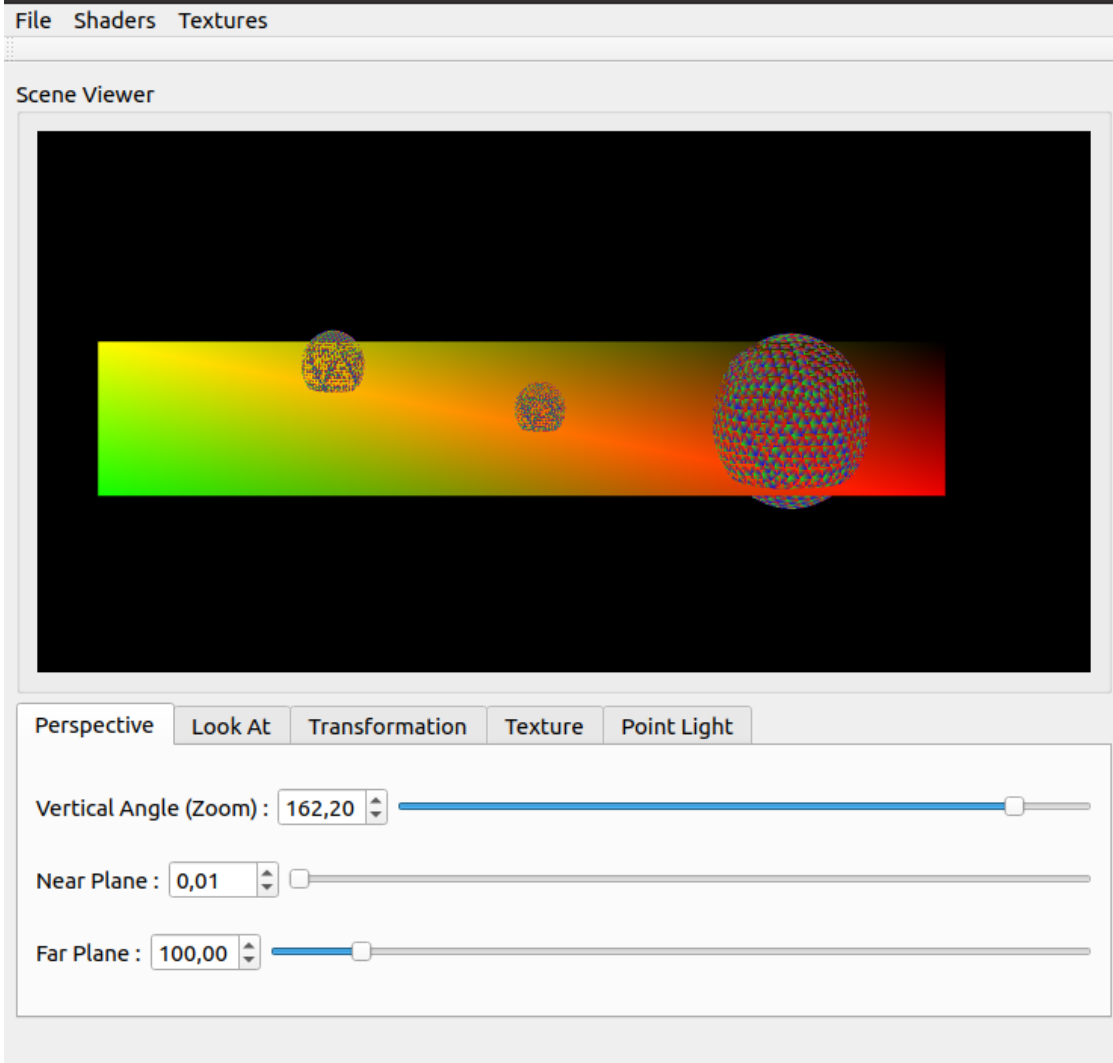 File Shaders Textures
Scene Viewer
Perspective Look At Transformation Texture Point Light
Vertical Angle (Zoom) : 162,20
Near Plane : 0,01
Far Plane : 100,00